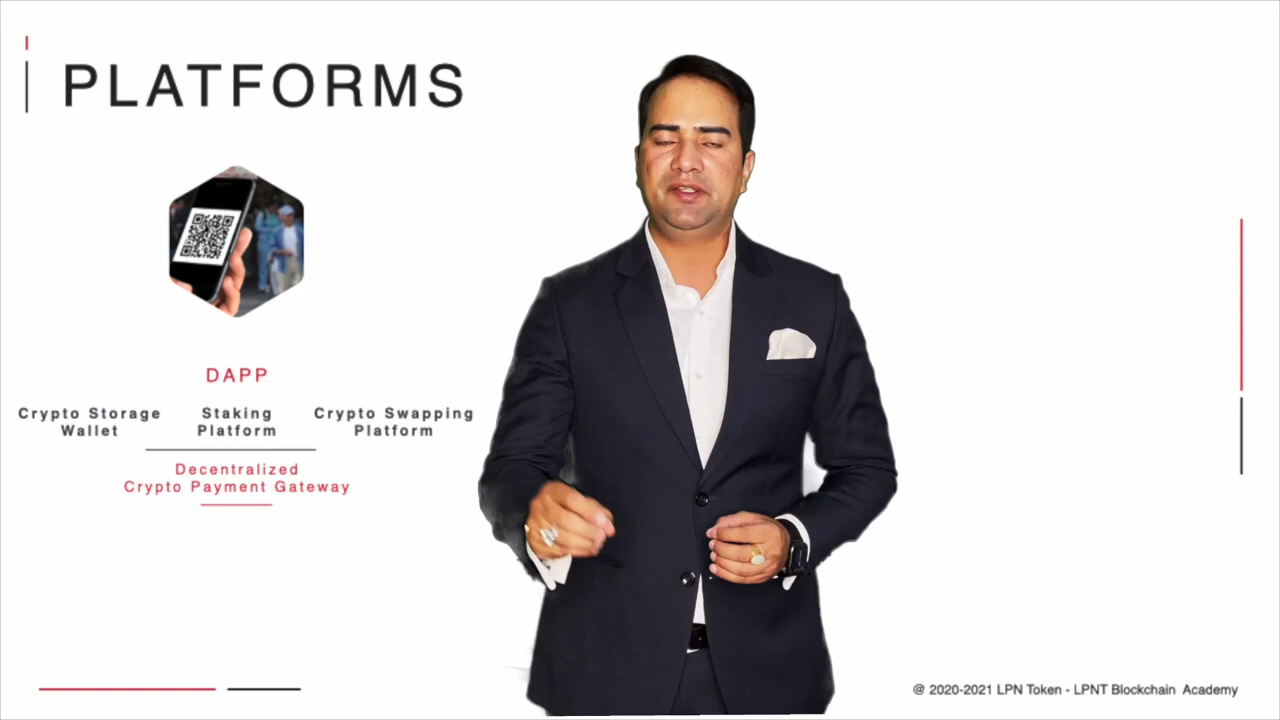 PLATFORMS
DAPP
Crypto Storage
Wallet
Staking
Platform
Crypto Swapping
Platform
Decentralized
Crypto Payment Gateway
@ 2020-2021 LPN Token - LPNT Blockchain Academy